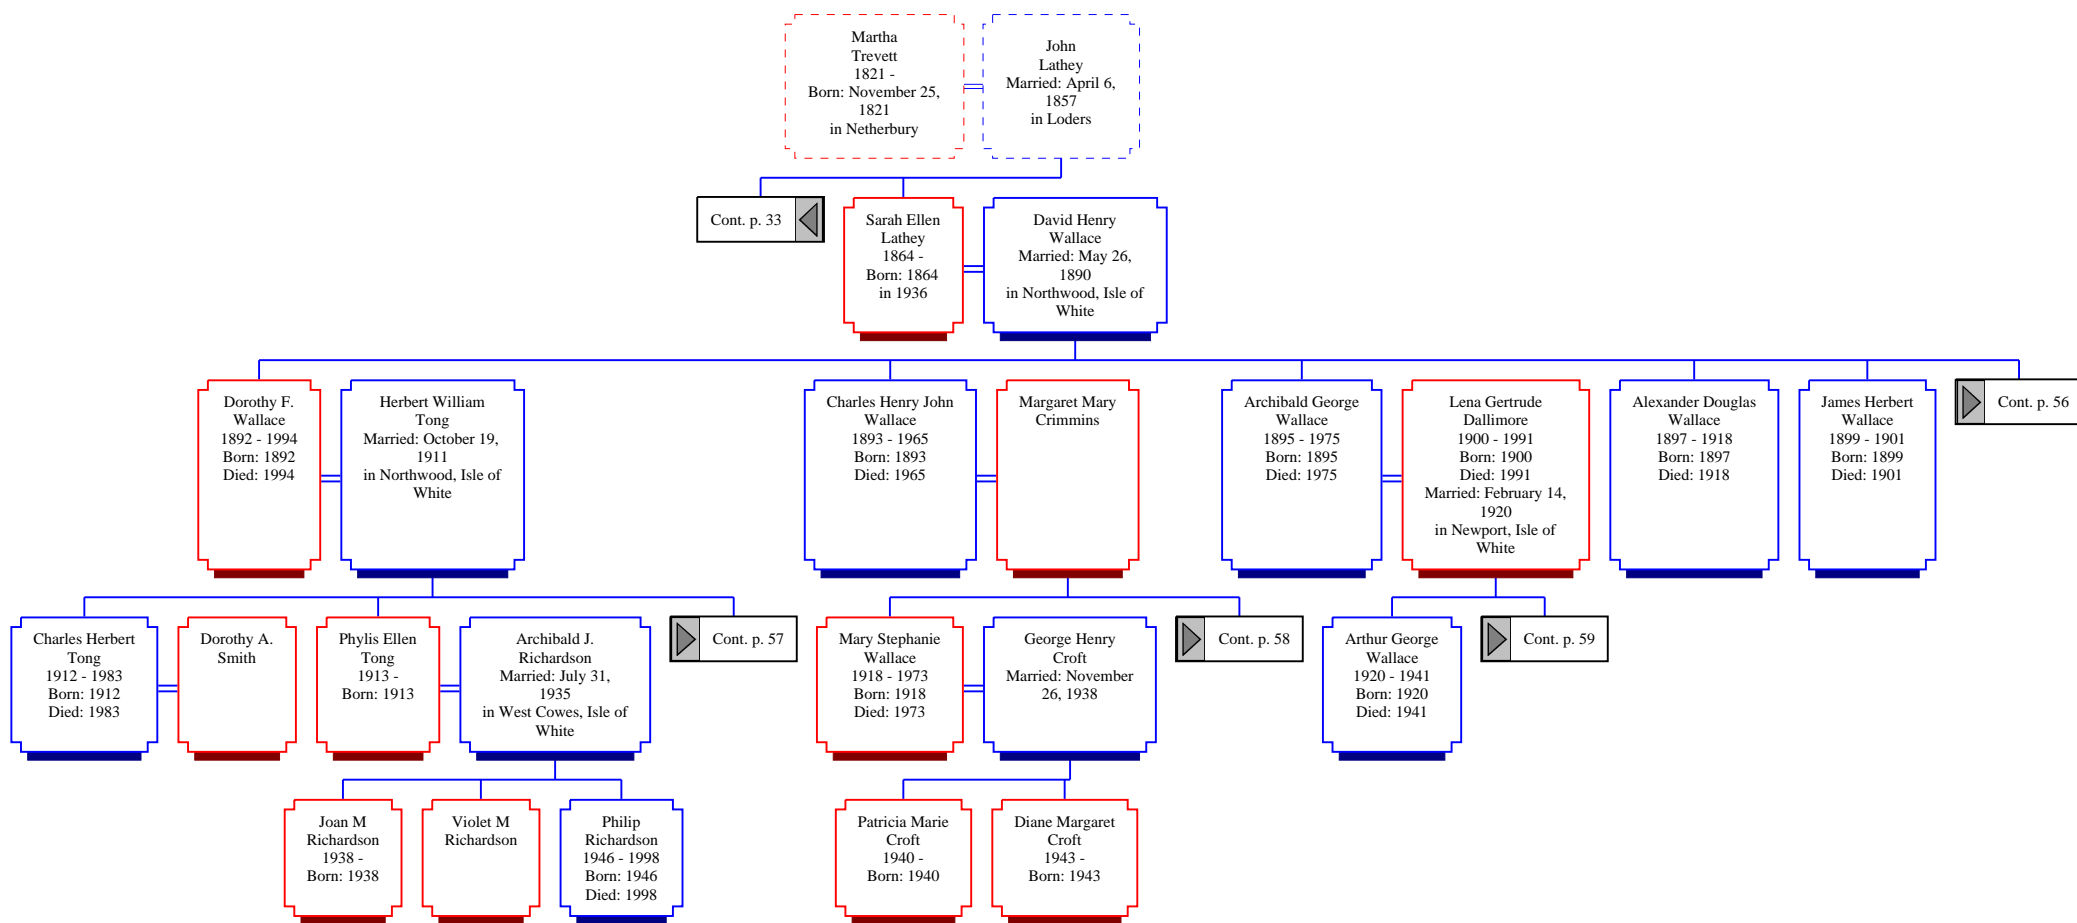 Martha
Trevett
1821 -
Born: November 25,
1821
in Netherbury
John
Lathey
Married: April 6,
1857
in Loders
Cont. p. 33
Sarah Ellen
Lathey
1864 -
Born: 1864
in 1936
David Henry
Wallace
Married: May 26,
1890
in Northwood, Isle of
White
Dorothy F.
Wallace
1892 - 1994
Born: 1892
Died: 1994
Herbert William
Tong
Married: October 19,
1911
in Northwood, Isle of
White
Charles Henry John
Wallace
1893 - 1965
Born: 1893
Died: 1965
Margaret Mary
Crimmins
Archibald George
Wallace
1895 - 1975
Born: 1895
Died: 1975
Lena Gertrude
Dallimore
1900 - 1991
Born: 1900
Died: 1991
Married: February 14,
1920
in Newport, Isle of
White
Alexander Douglas
Wallace
1897 - 1918
Born: 1897
Died: 1918
James Herbert
Wallace
1899 - 1901
Born: 1899
Died: 1901
Cont. p. 56
Charles Herbert
Tong
1912 - 1983
Born: 1912
Died: 1983
Dorothy A.
Smith
Phylis Ellen
Tong
1913 -
Born: 1913
Archibald J.
Richardson
Married: July 31,
1935
in West Cowes, Isle of
White
Cont. p. 57
Mary Stephanie
Wallace
1918 - 1973
Born: 1918
Died: 1973
George Henry
Croft
Married: November
26, 1938
Cont. p. 58
Arthur George
Wallace
1920 - 1941
Born: 1920
Died: 1941
Cont. p. 59
Joan M
Richardson
1938 -
Born: 1938
Violet M
Richardson
Philip
Richardson
1946 - 1998
Born: 1946
Died: 1998
Patricia Marie
Croft
1940 -
Born: 1940
Diane Margaret
Croft
1943 -
Born: 1943